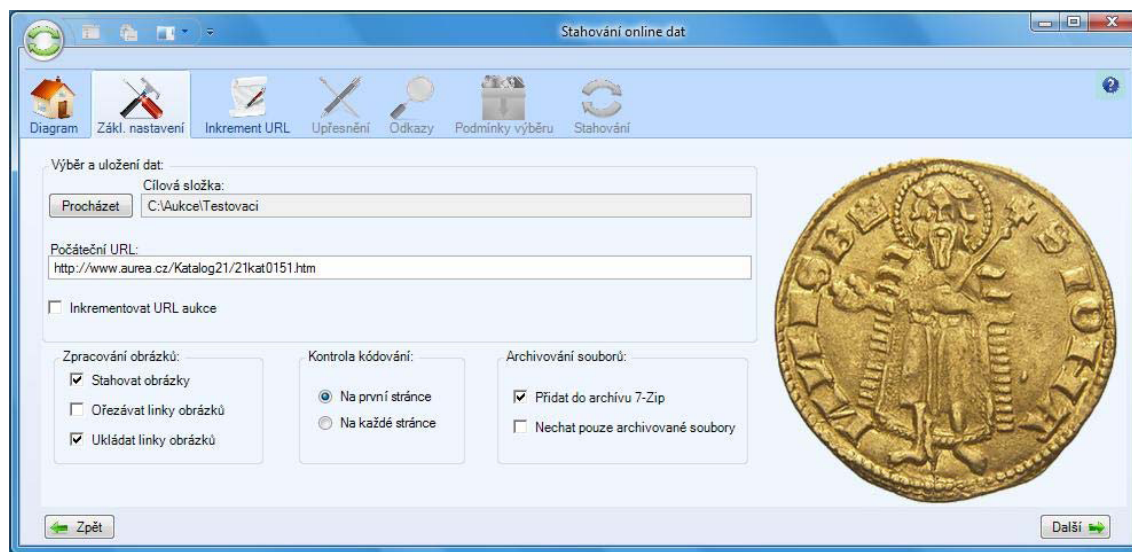 Stahování online dat
Diagram Zákl. nastavení Inkrement URL Upřesnění Odkazy Podmínky výběru Stahování
Výběr a uložení dat:
Cílová složka:
Procházet C:\Aukce\Testovaci
Počáteční URL:
http://www.aurea.cz/Katalog21/21kat0151.htm
Inkrementovat URL aukce
Zpracování obrázků: Kontrola kódování: Archivování souborů:
Stahovat obrázky Na první stránce Přidat do archívu 7-Zip
Ořezávat linky obrázků Na každé stránce Nechat pouze archivované soubory
Ukládat linky obrázků
Zpět Další